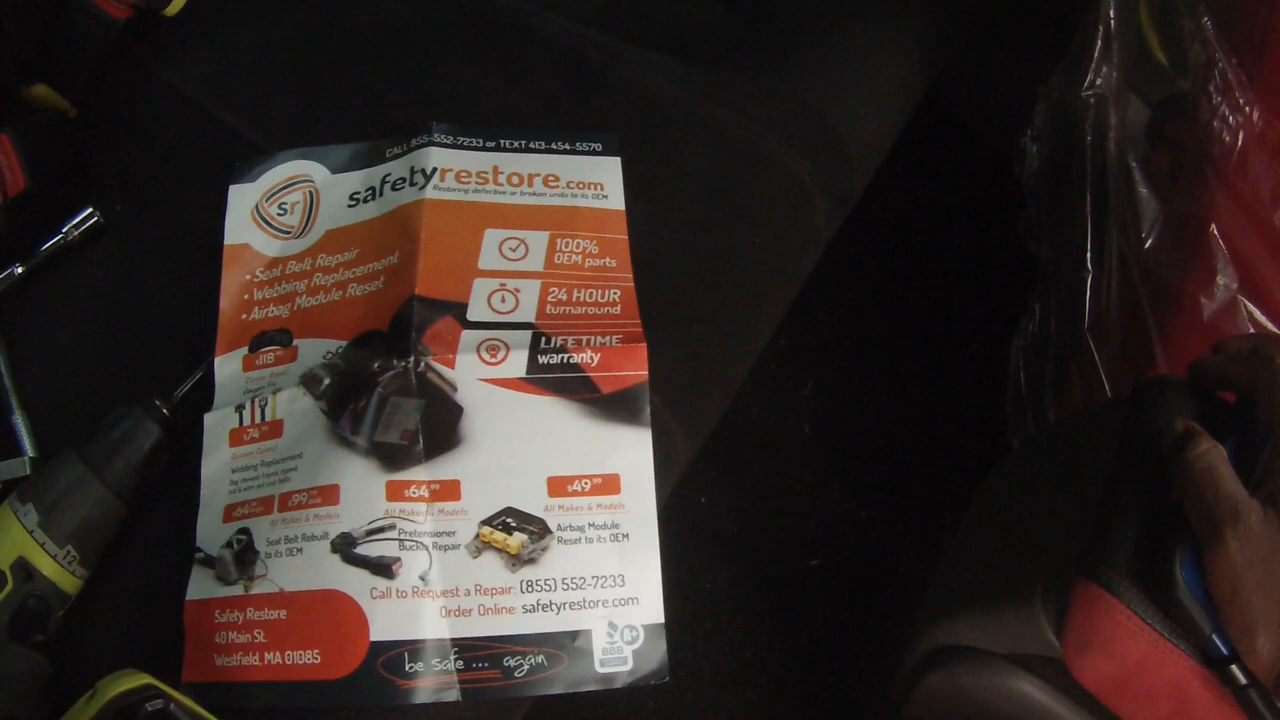 CALL 855-552-7233 or TEXT 413-454-5570
sr
safetyrestore.com
Restoring defective or broken units to its OEM
• Seat Belt Repair
• Webbing Replacement
• Airbag Module Reset
100%
OEM parts
24 HOUR
turnaround
LIFETIME
warranty
$118
$74.99
Webbing Replacement
$64.99 $99.99
All Makes & Models
Seat Belt Rebuilt
to its OEM
$64.99
All Makes & Models
Pretensioner
Buckle Repair
$49.99
All Makes & Models
Airbag Module
Reset to its OEM
Call to Request a Repair: (855) 552-7233
Order Online: safetyrestore.com
Safety Restore
40 Main St.
Westfield, MA 01085
be safe ... again
BBB
A+
12